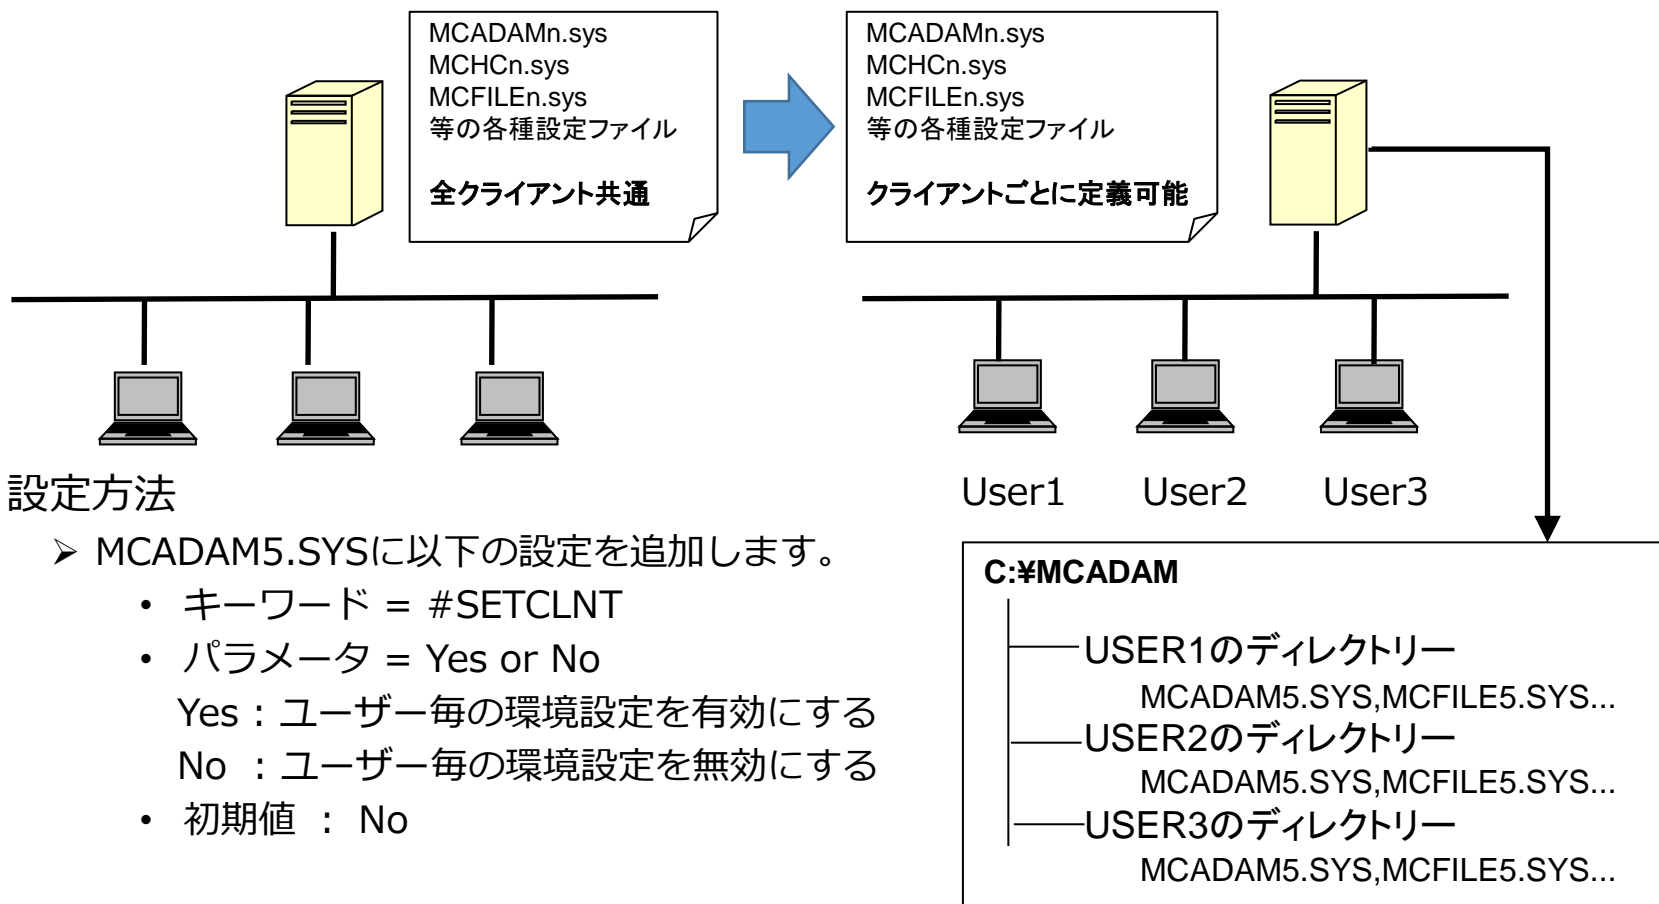 MCADAMn.sys
MCHCn.sys
MCFILEn.sys
等の各種設定ファイル
全クライアント共通
MCADAMn.sys
MCHCn.sys
MCFILEn.sys
等の各種設定ファイル
クライアントごとに定義可能
User1 User2 User3
設定方法
➢ MCADAM5.SYSに以下の設定を追加します。
• キーワード = #SETCLNT
• パラメータ = Yes or No
Yes：ユーザー毎の環境設定を有効にする
No ：ユーザー毎の環境設定を無効にする
• 初期値 ： No
C:¥MCADAM
USER1のディレクトリー
MCADAM5.SYS,MCFILE5.SYS...
USER2のディレクトリー
MCADAM5.SYS,MCFILE5.SYS...
USER3のディレクトリー
MCADAM5.SYS,MCFILE5.SYS...